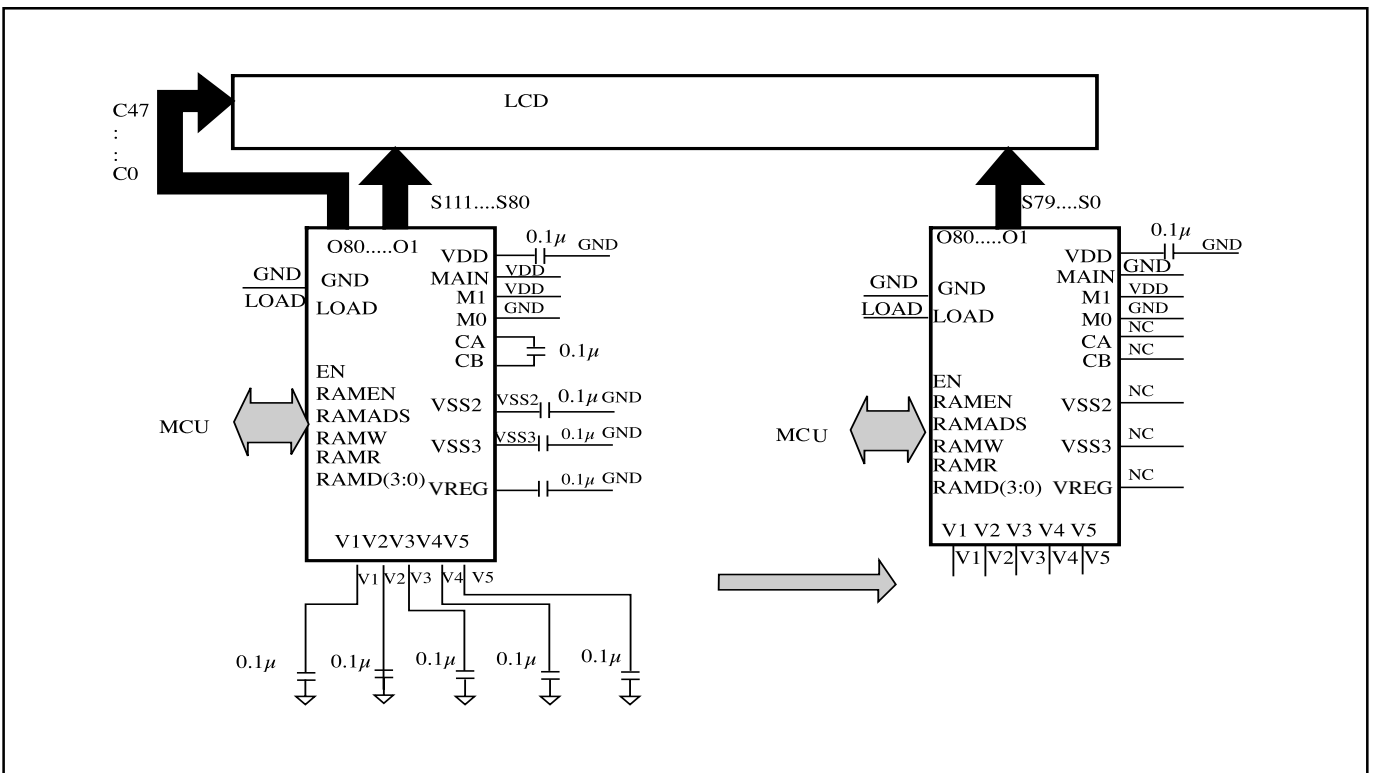 LCD
C47
:
:
C0
S111....S80
S79....S0
O80.....O1
VDD
0.1μ
GND
MAIN
VDD
M1
VDD
M0
GND
CA
CB
0.1μ
VSS2
VSS2
0.1μ GND
VSS3
VSS3
0.1μ GND
VREG
0.1μ GND
GND
LOAD
GND
LOAD
EN
RAMEN
RAMADS
RAMW
RAMR
RAMD(3:0)
MCU
V1V2V3V4V5
V1
V2
V3
V4
V5
0.1μ
0.1μ
0.1μ
0.1μ
0.1μ
O80.....O1
VDD
0.1μ
GND
MAIN
GND
M1
VDD
M0
GND
CA
NC
CB
NC
VSS2
NC
VSS3
NC
VREG
NC
GND
LOAD
GND
LOAD
EN
RAMEN
RAMADS
RAMW
RAMR
RAMD(3:0)
MCU
V1 V2 V3 V4 V5
V1
V2
V3
V4
V5